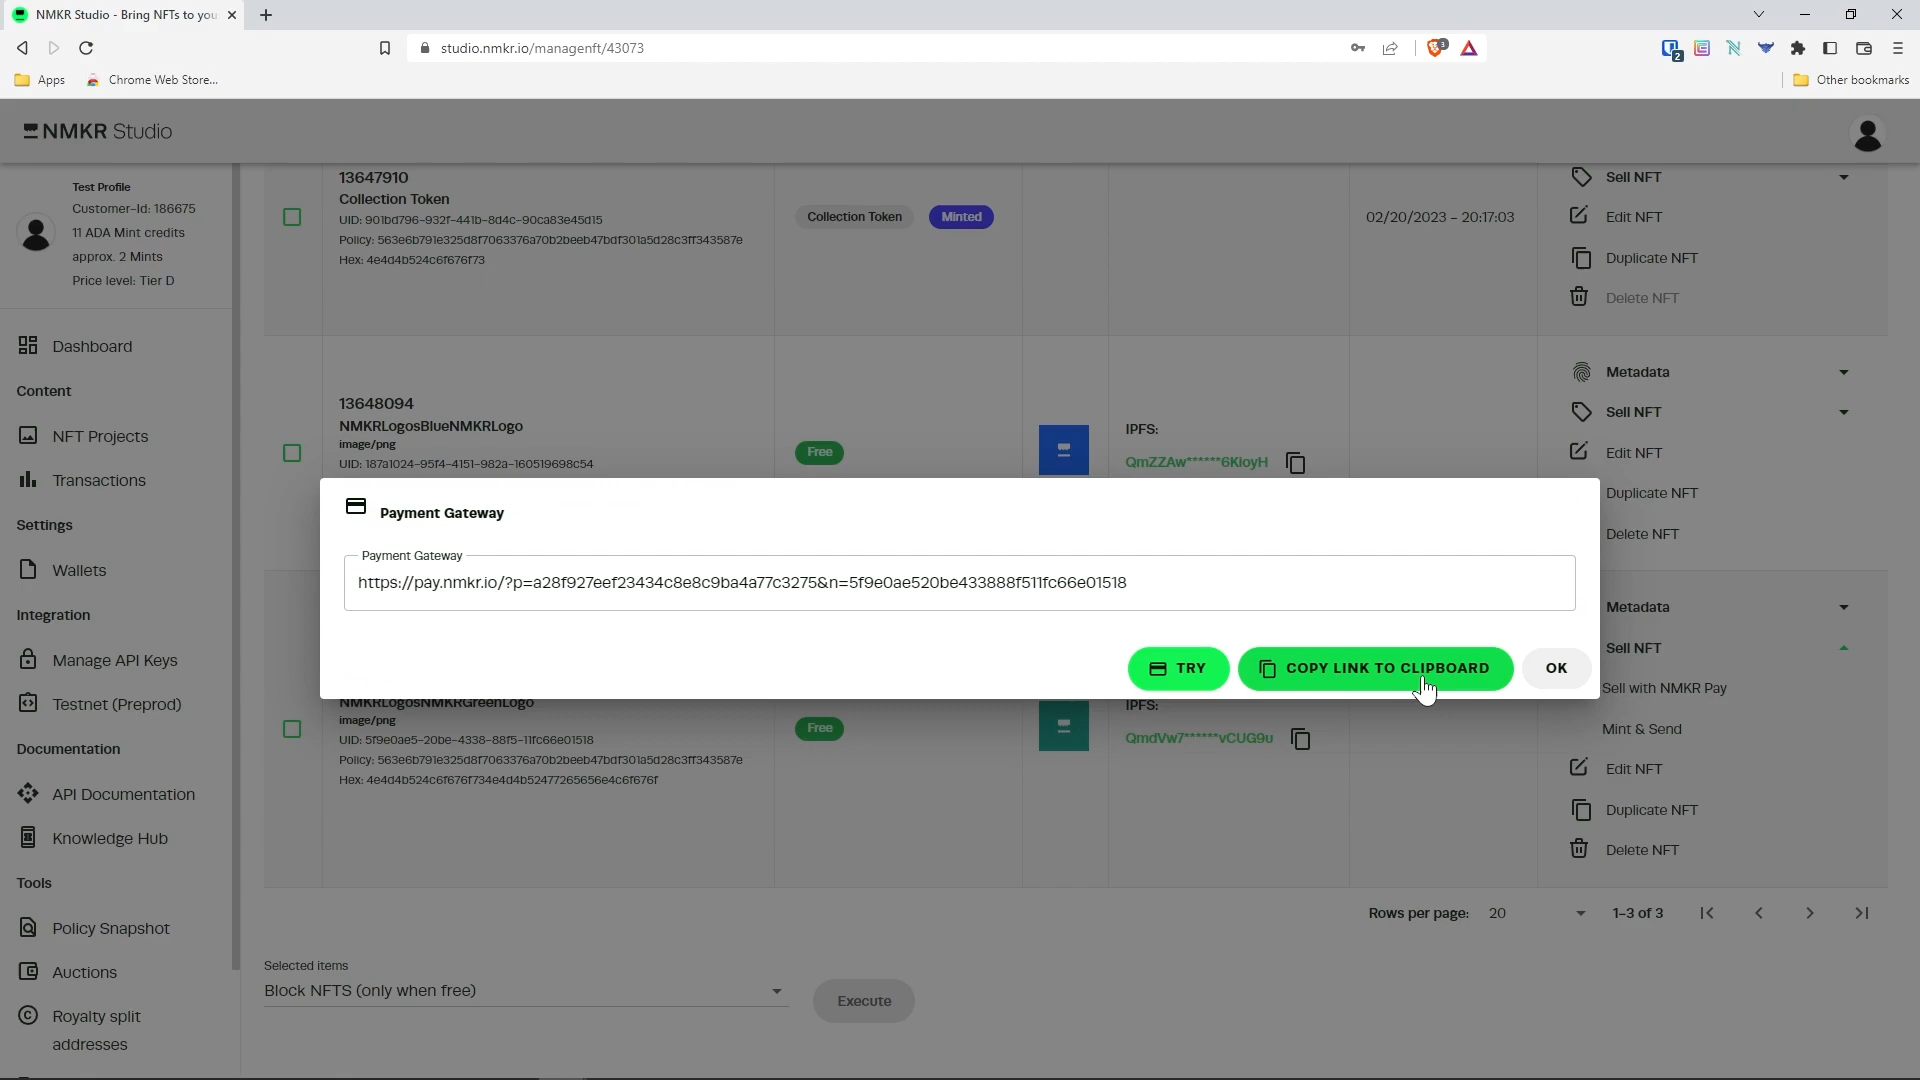 NMKR Studio - Bring NFTs to you
studio.nmkr.io/managenft/43073
3
2
Apps
Chrome Web Store...
Other bookmarks
NMKR Studio
Test Profile
Customer-Id: 186675
11 ADA Mint credits
approx. 2 Mints
Price level: Tier D
Dashboard
Content
NFT Projects
Transactions
Settings
Wallets
Integration
Manage API Keys
Testnet (Preprod)
Documentation
API Documentation
Knowledge Hub
Tools
Policy Snapshot
Auctions
Royalty split
addresses
13647910
Collection Token
UID: 901bd796-932f-441b-8d4c-90ca83e45d15
Policy: 563e6b791e325d8f7063376a70b2beeb47bdf301a5d28c3ff343587e
Hex: 4e4d4b524c6f676f73
Collection Token
Minted
02/20/2023 - 20:17:03
Sell NFT
Edit NFT
Duplicate NFT
Delete NFT
13648094
NMKRLogosBlueNMKRLogo
image/png
UID: 187a1024-95f4-4151-982a-160519698c54
Free
IPFS:
QmZZAw******6KioyH
Metadata
Sell NFT
Edit NFT
Duplicate NFT
Delete NFT
Payment Gateway
Payment Gateway
https://pay.nmkr.io/?p=a28f927eef23434c8e8c9ba4a77c3275&n=5f9e0ae520be433888f511fc66e01518
TRY
COPY LINK TO CLIPBOARD
OK
NMKRLogosNMKRGreenLogo
image/png
UID: 5f9e0ae5-20be-4338-88f5-11fc66e01518
Policy: 563e6b791e325d8f7063376a70b2beeb47bdf301a5d28c3ff343587e
Hex: 4e4d4b524c6f676f734e4d4b52477265656e4c6f676f
Free
IPFS:
QmdVw7******vCUG9u
Metadata
Sell NFT
Sell with NMKR Pay
Mint & Send
Edit NFT
Duplicate NFT
Delete NFT
Rows per page:
20
1-3 of 3
Selected items
Block NFTS (only when free)
Execute